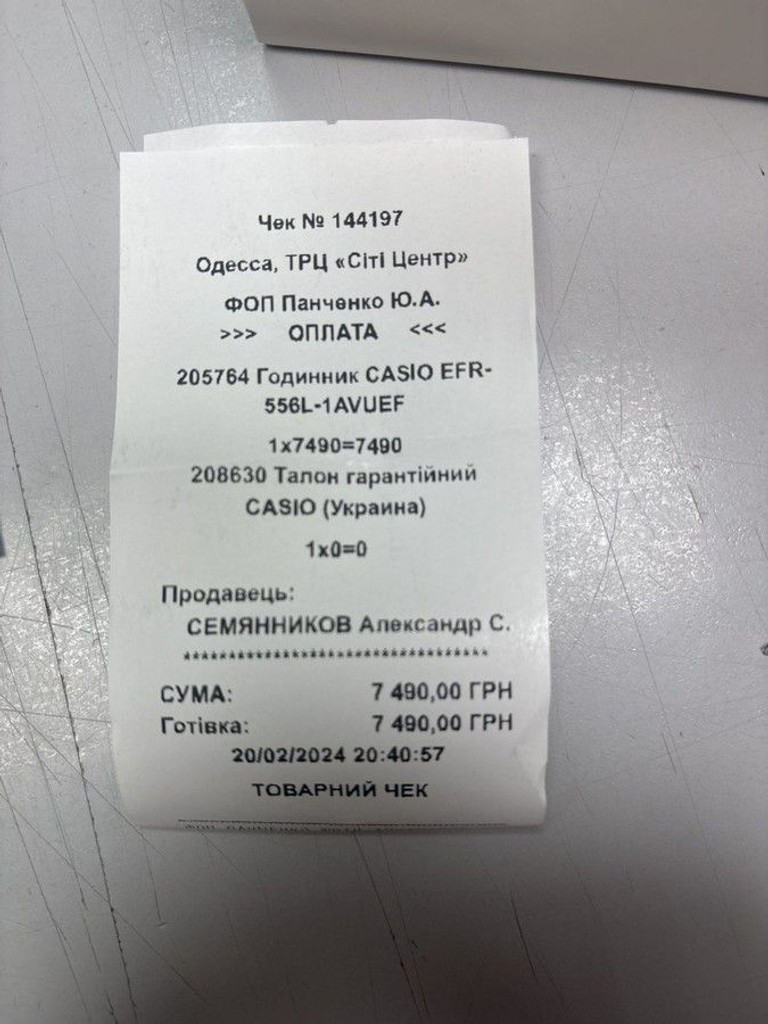 Чек № 144197
Одесса, ТРЦ «Сіті Центр»
ФОП Панченко Ю.А.
>>> ОПЛАТА <<<
205764 Годинник CASIO EFR-
556L-1AVUEF
1x7490=7490
208630 Талон гарантійний
CASIO (Украина)
1x0=0
Продавець:
СЕМЯННИКОВ Александр С.
**********************************
СУМА: 7 490,00 ГРН
Готівка: 7 490,00 ГРН
20/02/2024 20:40:57
ТОВАРНИЙ ЧЕК